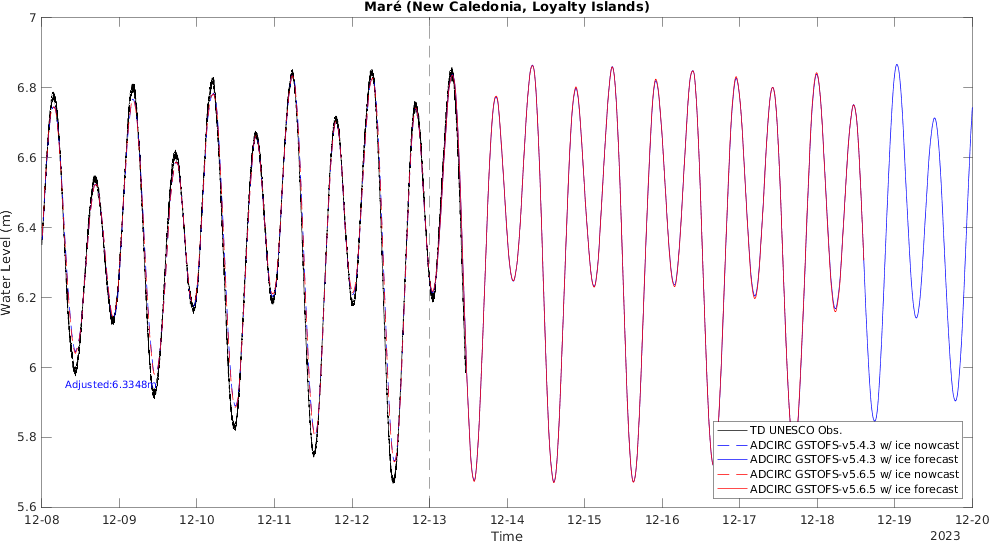 Maré (New Caledonia, Loyalty Islands)
7
6.8
6.6
6.4
6.2
6
5.8
5.6
Water Level (m)
Adjusted:6.3348m
TD UNESCO Obs.
ADCIRC GSTOFS-v5.4.3 w/ ice nowcast
ADCIRC GSTOFS-v5.4.3 w/ ice forecast
ADCIRC GSTOFS-v5.6.5 w/ ice nowcast
ADCIRC GSTOFS-v5.6.5 w/ ice forecast
12-08 12-09 12-10 12-11 12-12 12-13 12-14 12-15 12-16 12-17 12-18 12-19 12-20
Time
2023